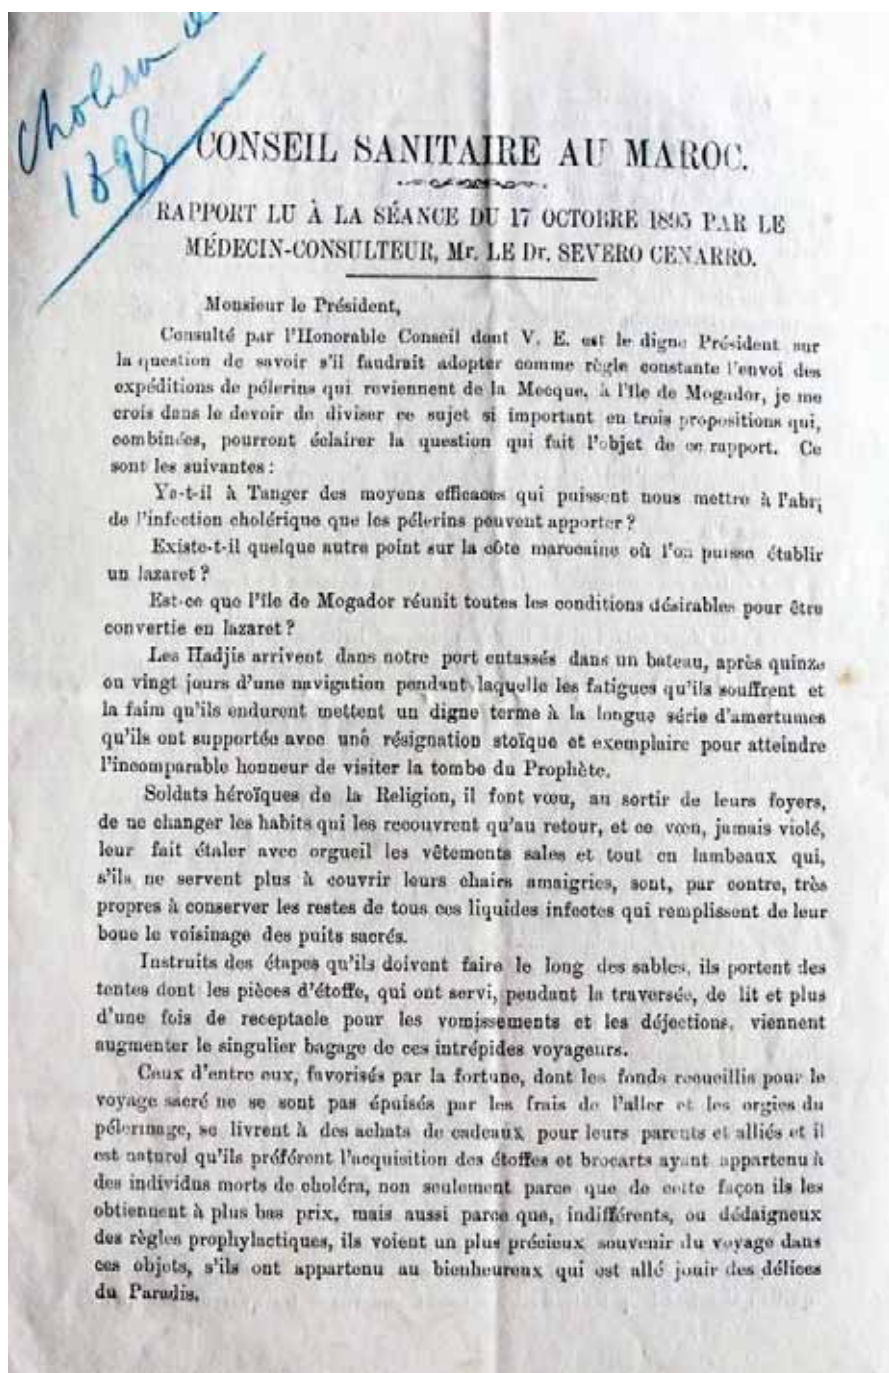 Cholera de
1895
CONSEIL SANITAIRE AU MAROC.
RAPPORT LU À LA SÉANCE DU 17 OCTOBRE 1895 PAR LE
MÉDECIN-CONSULTEUR, Mr. LE Dr. SEVERO CENARRO.
Monsieur le Président,
Consulté par l'Honorable Conseil dont V. E. est le digne Président sur
la question de savoir s'il faudrait adopter comme règle constante l'envoi des
expéditions de pélerins qui reviennent de la Mecque, à l'île de Mogador, je me
crois dans le devoir de diviser ce sujet si important en trois propositions qui,
combinées, pourront éclairer la question qui fait l'objet de ce rapport. Ce
sont les suivantes :
Ya-t-il à Tanger des moyens efficaces qui puissent nous mettre à l'abri
de l'infection cholérique que les pélerins peuvent apporter ?
Existe-t-il quelque autre point sur la côte marocaine où l'on puisse établir
un lazaret ?
Est-ce que l'île de Mogador réunit toutes les conditions désirables pour être
convertie en lazaret ?
Les Hadjis arrivent dans notre port entassés dans un bateau, après quinze
ou vingt jours d'une navigation pendant laquelle les fatigues qu'ils souffrent et
la faim qu'ils endurent mettent un digne terme à la longue série d'amertumes
qu'ils ont supportée avec une résignation stoïque et exemplaire pour atteindre
l'incomparable honneur de visiter la tombe du Prophète.
Soldats héroïques de la Religion, il font vœu, au sortir de leurs foyers,
de ne changer les habits qui les recouvrent qu'au retour, et ce vœu, jamais violé,
leur fait étaler avec orgueil les vêtements sales et tout en lambeaux qui,
s'ils ne servent plus à couvrir leurs chairs amaigries, sont, par contre, très
propres à conserver les restes de tous ces liquides infectes qui remplissent de leur
boue le voisinage des puits sacrés.
Instruits des étapes qu'ils doivent faire le long des sables, ils portent des
tentes dont les pièces d'étoffe, qui ont servi, pendant la traversée, de lit et plus
d'une fois de receptacle pour les vomissements et les déjections, viennent
augmenter le singulier bagage de ces intrépides voyageurs.
Ceux d'entre eux, favorisés par la fortune, dont les fonds recueillis pour le
voyage sacré ne se sont pas épuisés par les frais de l'aller et les orgies du
pélerinage, se livrent à des achats de cadeaux pour leurs parents et alliés et il
est naturel qu'ils préférent l'acquisition des étoffes et brocarts ayant appartenu à
des individus morts de choléra, non seulement parce que de cette façon ils les
obtiennent à plus bas prix, mais aussi parce que, indifférents, ou dédaigneux
des règles prophylactiques, ils voient un plus précieux souvenir du voyage dans
ces objets, s'ils ont appartenu au bienheureux qui est allé jouir des délices
du Paradis.